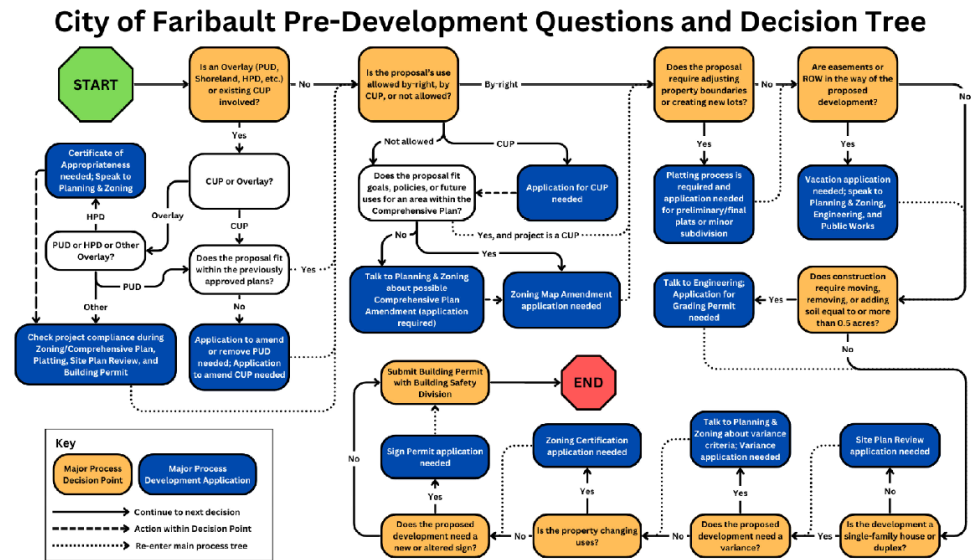 City of Faribault Pre-Development Questions and Decision Tree
START
Is an Overlay (PUD,
Shoreland, HPD, etc.)
or existing CUP
involved?
No
Is the proposal's use
allowed by-right, by
CUP, or not allowed?
By-right
Does the proposal
require adjusting
property boundaries
or creating new lots?
No
Are easements or
ROW in the way of the
proposed
development?
No
Yes
Not allowed
CUP
Yes
Yes
Certificate of
Appropriateness
needed; Speak to
Planning & Zoning
CUP or Overlay?
Does the proposal fit
goals, policies, or future
uses for an area within the
Comprehensive Plan?
Application for CUP
needed
Platting process is
required and
application needed
for preliminary/final
plats or minor
subdivision
Vacation application
needed; speak to
Planning & Zoning,
Engineering, and
Public Works
HPD
Overlay
CUP
No
Yes, and project is a CUP
Yes
PUD or HPD or Other
Overlay?
PUD
Does the proposal fit
within the previously
approved plans?
Yes
Other
No
Talk to Planning & Zoning
about possible
Comprehensive Plan
Amendment (application
required)
Zoning Map Amendment
application needed
Talk to Engineering;
Application for
Grading Permit
needed
Yes
Does construction
require moving,
removing, or adding
soil equal to or more
than 0.5 acres?
No
Check project compliance during
Zoning/Comprehensive Plan,
Platting, Site Plan Review, and
Building Permit
Application to amend
or remove PUD
needed; Application
to amend CUP needed
Submit Building Permit
with Building Safety
Division
END
Key
Major Process
Decision Point
Major Process
Development Application
Continue to next decision
Action within Decision Point
Re-enter main process tree
No
Sign Permit application
needed
Zoning Certification
application needed
Talk to Planning &
Zoning about variance
criteria; Variance
application needed
Site Plan Review
application needed
Yes
Yes
Yes
No
Does the proposed
development need a
new or altered sign?
No
Is the property changing
uses?
No
Does the proposed
development need a
variance?
Yes
Is the development a
single-family house or
duplex?